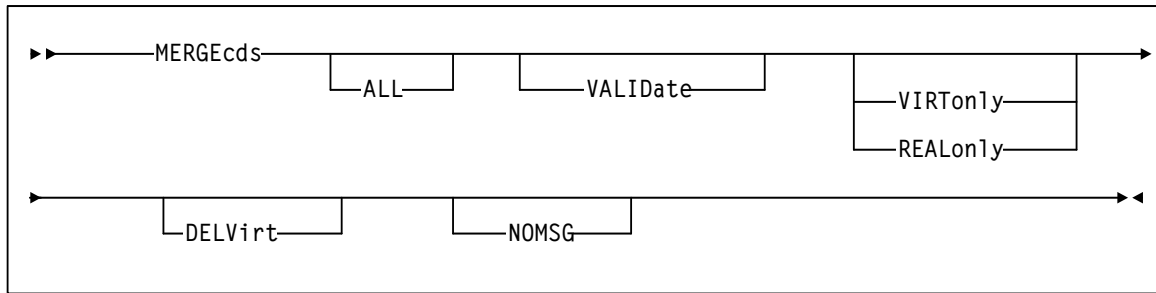 MERGEcds
ALL
VALIDate
VIRTonly
REALonly
DELVirt
NOMSG